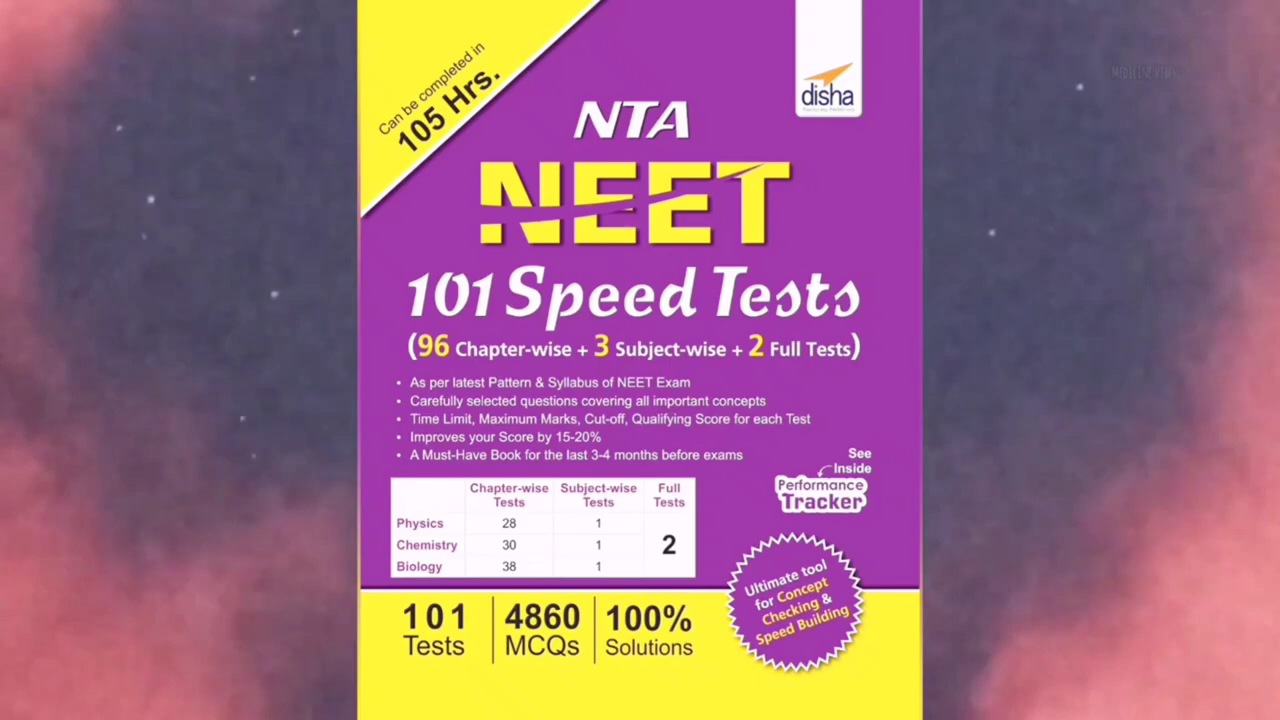 Can be completed in
105 Hrs.
disha
NTA
NEET
101 Speed Tests
(96 Chapter-wise + 3 Subject-wise + 2 Full Tests)
• As per latest Pattern & Syllabus of NEET Exam
• Carefully selected questions covering all important concepts
• Time Limit, Maximum Marks, Cut-off, Qualifying Score for each Test
• Improves your Score by 15-20%
• A Must-Have Book for the last 3-4 months before exams
See
Inside
Performance
Tracker
Chapter-wise Tests Subject-wise Tests Full Tests
Physics 28 1
Chemistry 30 1 2
Biology 38 1
Ultimate tool
for Concept
Checking &
Speed Building
101 4860 100%
Tests MCQs Solutions